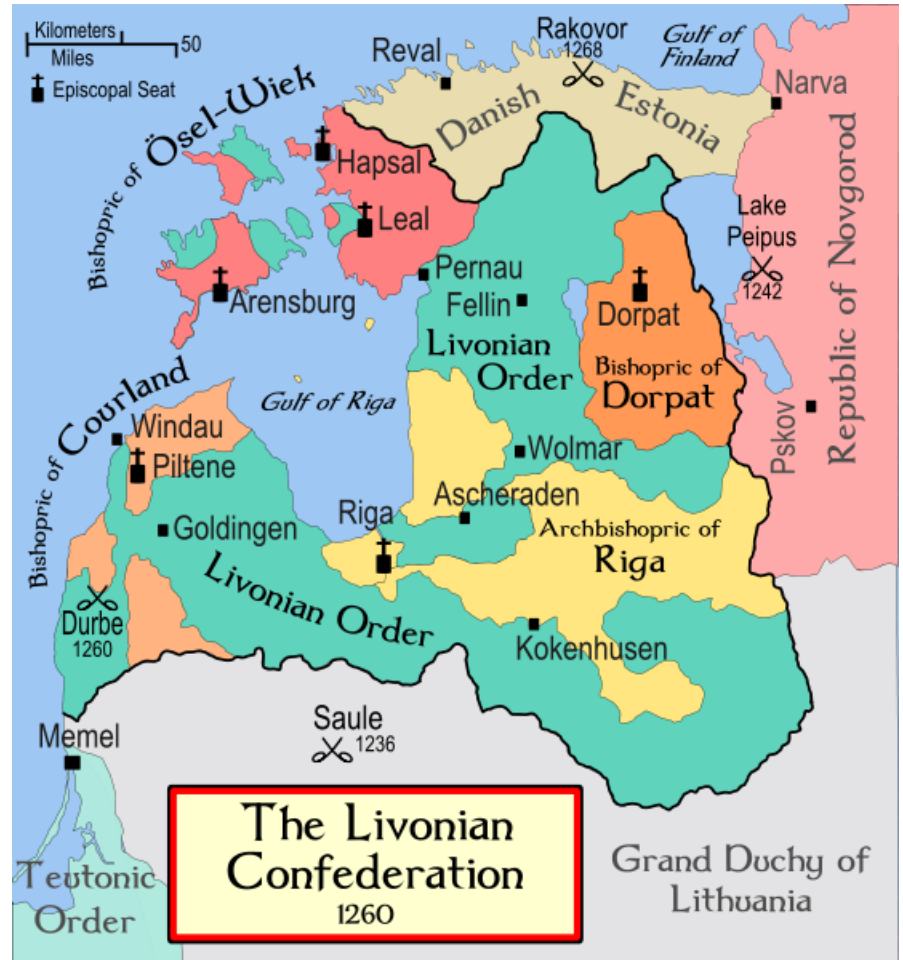 Kilometers
50
Miles
Episcopal Seat
Bishopric of Ösel-Wiek
Reval
Rakovor
1268
Gulf of
Finland
Narva
Danish Estonia
Hapsal
Leal
Arensburg
Pernau
Fellin
Livonian
Order
Dorpat
Bishopric of
Dorpat
Lake
Peipus
1242
Republic of Novgorod
Pskov
Bishopric of Courland
Gulf of Riga
Windau
Piltene
Goldingen
Wolmar
Ascheraden
Riga
Archbishopric of
Riga
Livonian Order
Durbe
1260
Kokenhusen
Memel
Saule
1236
Teutonic
Order
The Livonian
Confederation
1260
Grand Duchy of
Lithuania